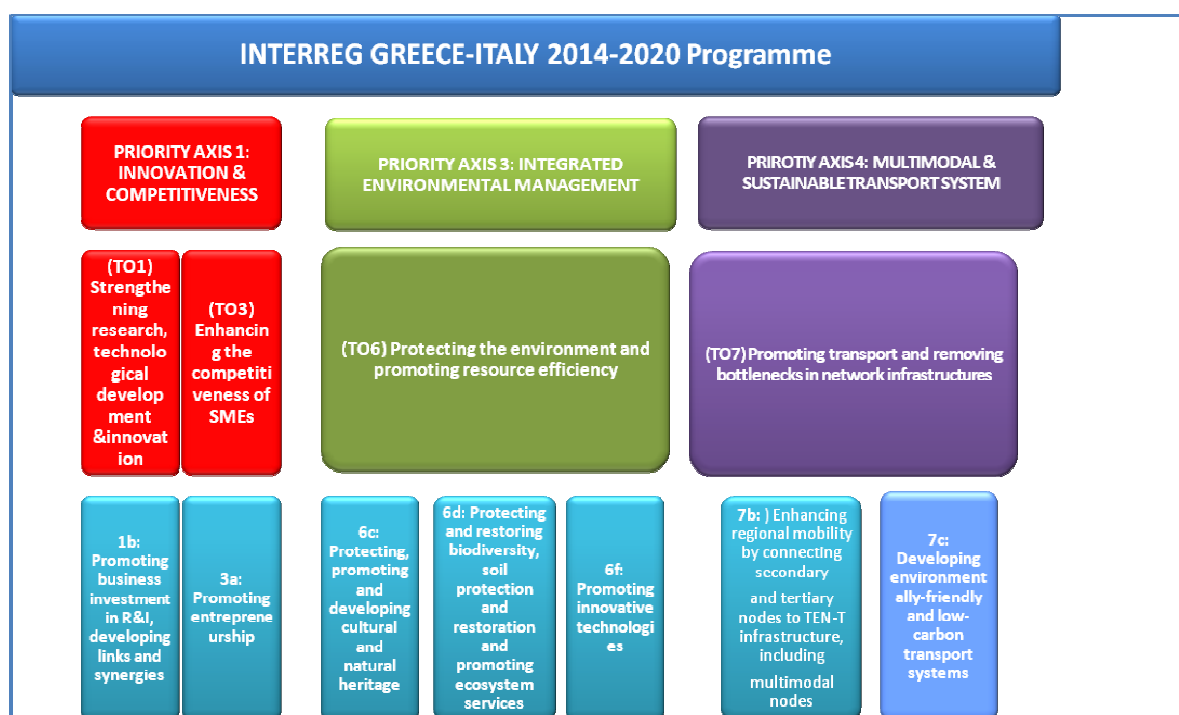 INTERREG GREECE-ITALY 2014-2020 Programme
PRIORITY AXIS 1:
INNOVATION &
COMPETITIVENESS
PRIORITY AXIS 3: INTEGRATED
ENVIRONMENTAL MANAGEMENT
PRIROTIY AXIS 4: MULTIMODAL &
SUSTAINABLE TRANSPORT SYSTEM
(TO1)
Strengthe
ning
research,
technolo
gical
develop
ment
&innovat
ion
(TO3)
Enhancin
g the
competiti
veness of
SMEs
(TO6) Protecting the environment and
promoting resource efficiency
(TO7) Promoting transport and removing
bottlenecks in network infrastructures
1b:
Promoting
business
investment
in R&I,
developing
links and
synergies
3a:
Promoting
entreprene
urship
6c:
Protecting,
promoting
and
developing
cultural
and
natural
heritage
6d: Protecting
and restoring
biodiversity,
soil
protection
and
restoration
and
promoting
ecosystem
services
6f:
Promoting
innovative
technologi
es
7b: ) Enhancing
regional mobility
by connecting
secondary
and tertiary
nodes to TEN-T
infrastructure,
including
multimodal
nodes
7c:
Developing
environment
ally-friendly
and low-
carbon
transport
systems